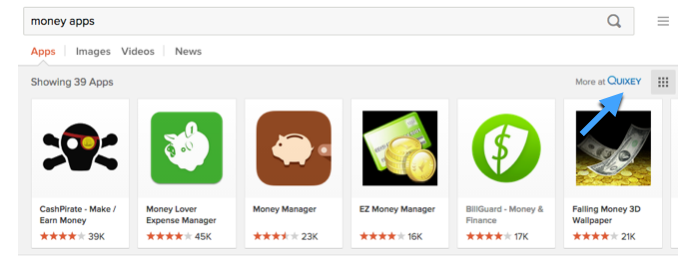 money apps
Apps Images Videos News
Showing 39 Apps More at QUIXEY
CashPirate - Make / Earn Money
39K
Money Lover Expense Manager
45K
Money Manager
23K
EZ Money Manager
16K
BillGuard - Money & Finance
17K
Falling Money 3D Wallpaper
21K